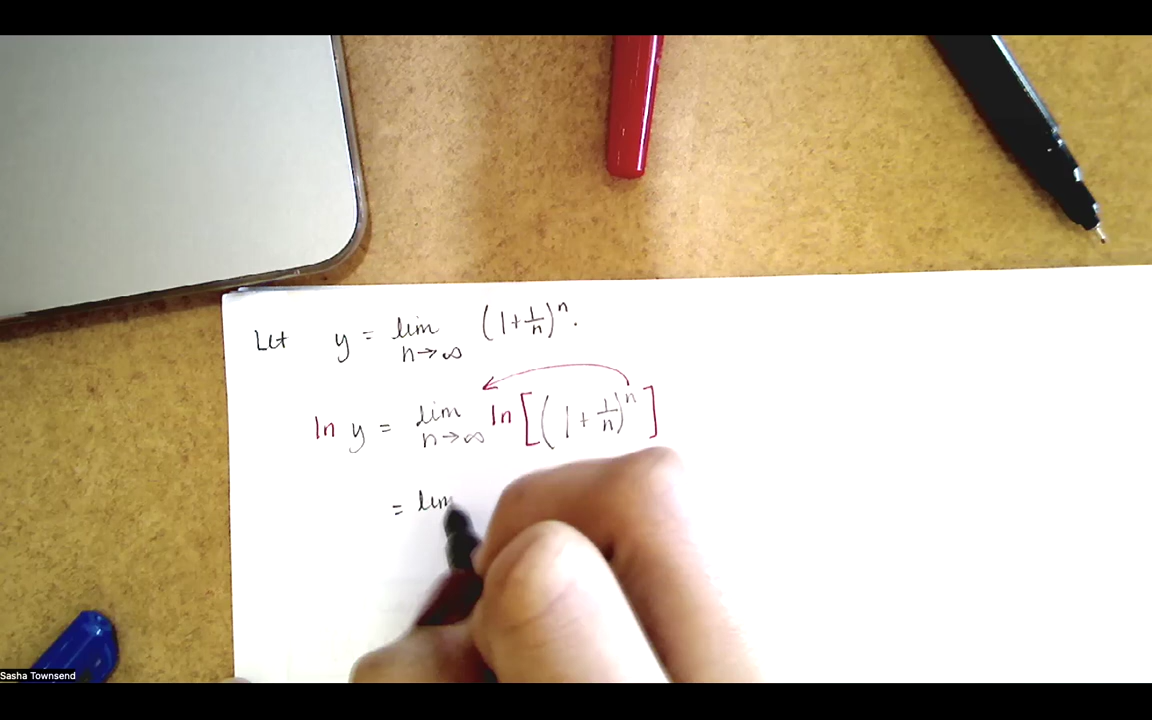 Let y = lim (1+1/n)^n.
n→∞
ln y = lim ln[(1+1/n)^n]
n→∞
= lim
Sasha Townsend